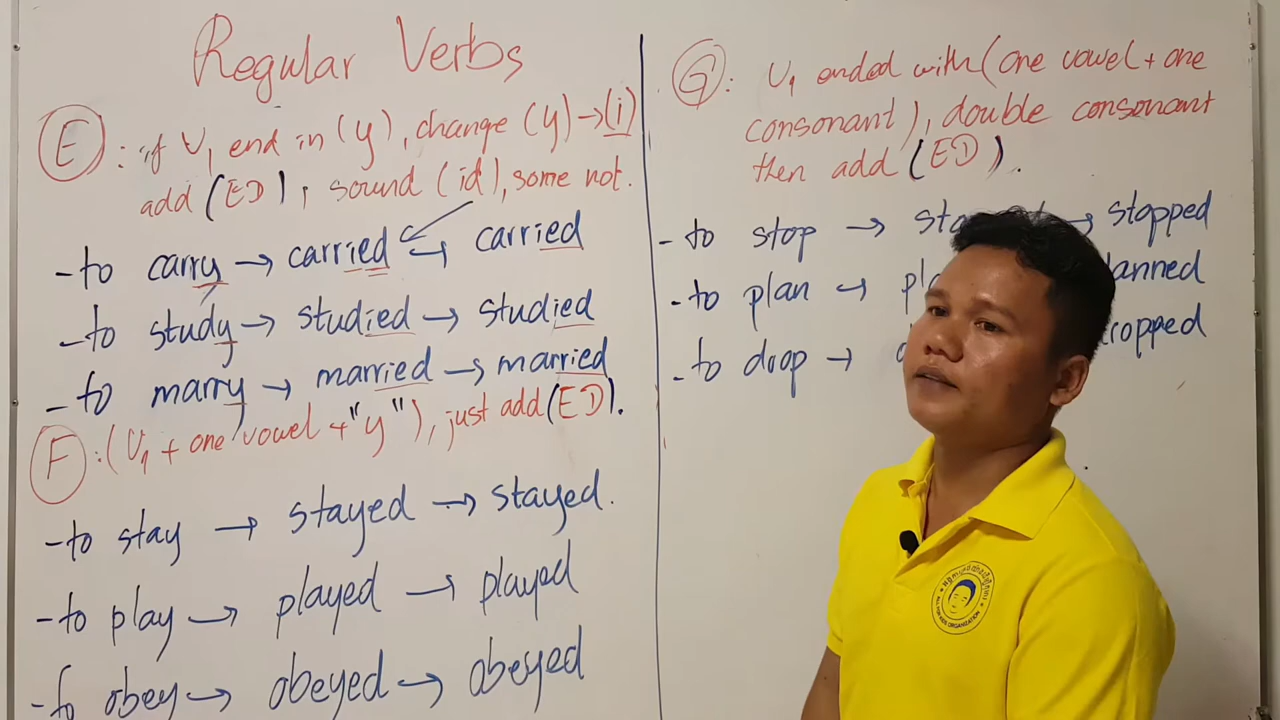 Regular Verbs
E : if V1 end in (y), change (y) → (i)
add (ED), sound (id), some not.
- to carry → carried → carried
- to study → studied → studied
- to marry → married → married
F : (V1 + one vowel + "y"), just add (ED).
- to stay → stayed → stayed.
- to play → played → played
- to obey → obeyed → obeyed
G : V1 ended with (one vowel + one
consonant), double consonant
then add (ED).
- to stop → → stopped
- to plan → lanned
- to drop → ropped